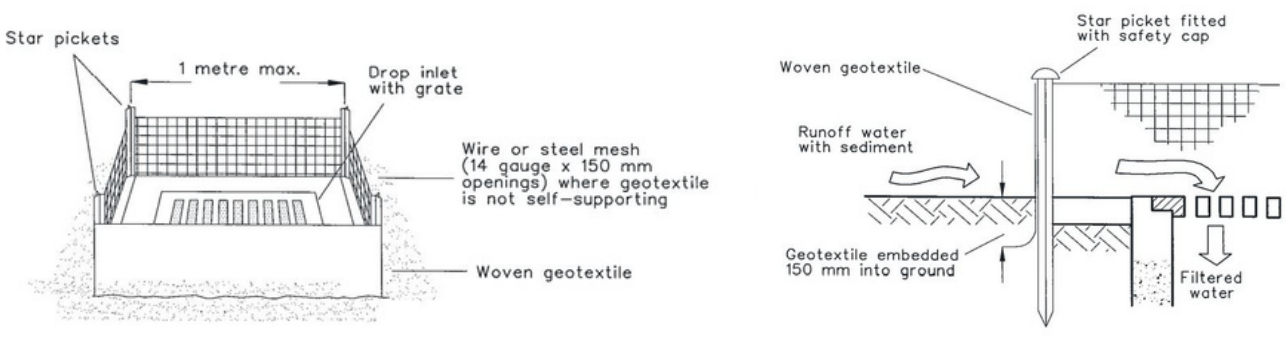 Star pickets
1 metre max.
Drop inlet
with grate
Wire or steel mesh
(14 gauge x 150 mm
openings) where geotextile
is not self-supporting
Woven geotextile
Star picket fitted
with safety cap
Woven geotextile
Runoff water
with sediment
Geotextile embedded
150 mm into ground
Filtered
water